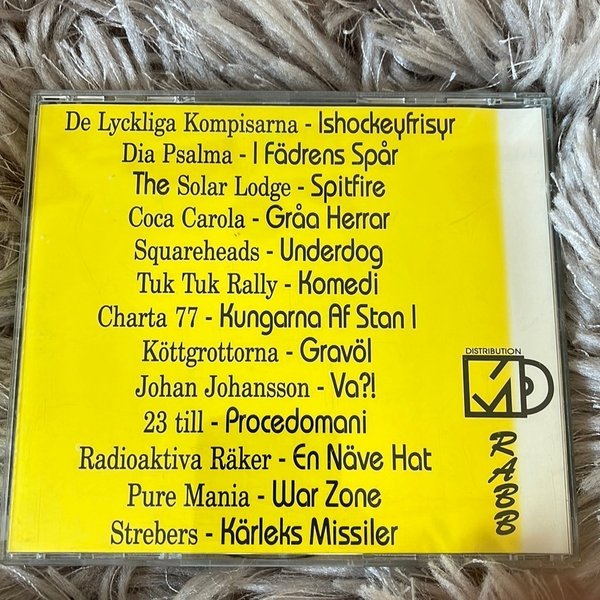 De Lyckliga Kompisarna - Ishockeyfrisyr
Dia Psalma - I Fädrens Spår
The Solar Lodge - Spitfire
Coca Carola - Gråa Herrar
Squareheads - Underdog
Tuk Tuk Rally - Komedi
Charta 77 - Kungarna Af Stan I
Köttgrottorna - Gravöl
Johan Johansson - Va?!
23 till - Procedomani
Radioaktiva Räker - En Näve Hat
Pure Mania - War Zone
Strebers - Kärleks Missiler
DISTRIBUTION
RABB